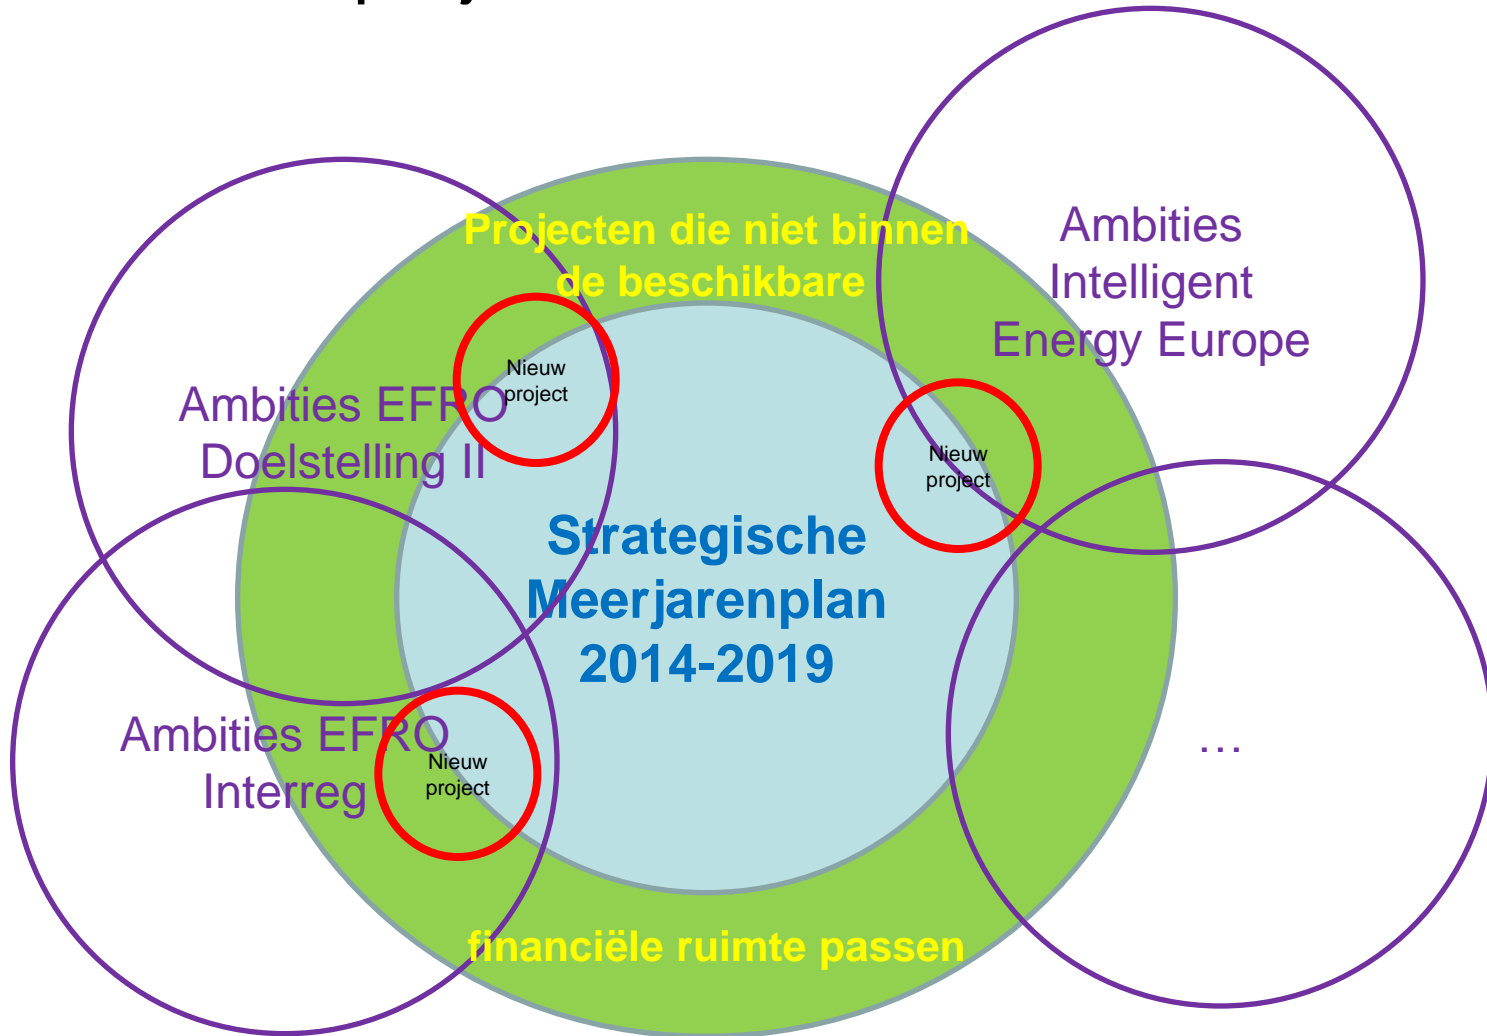 Projecten die niet binnen
de beschikbare
Ambities
Intelligent
Energy Europe
Nieuw
project
Ambities EFRO
Doelstelling II
Nieuw
project
Strategische
Meerjarenplan
2014-2019
Ambities EFRO
Interreg
Nieuw
project
…
financiële ruimte passen